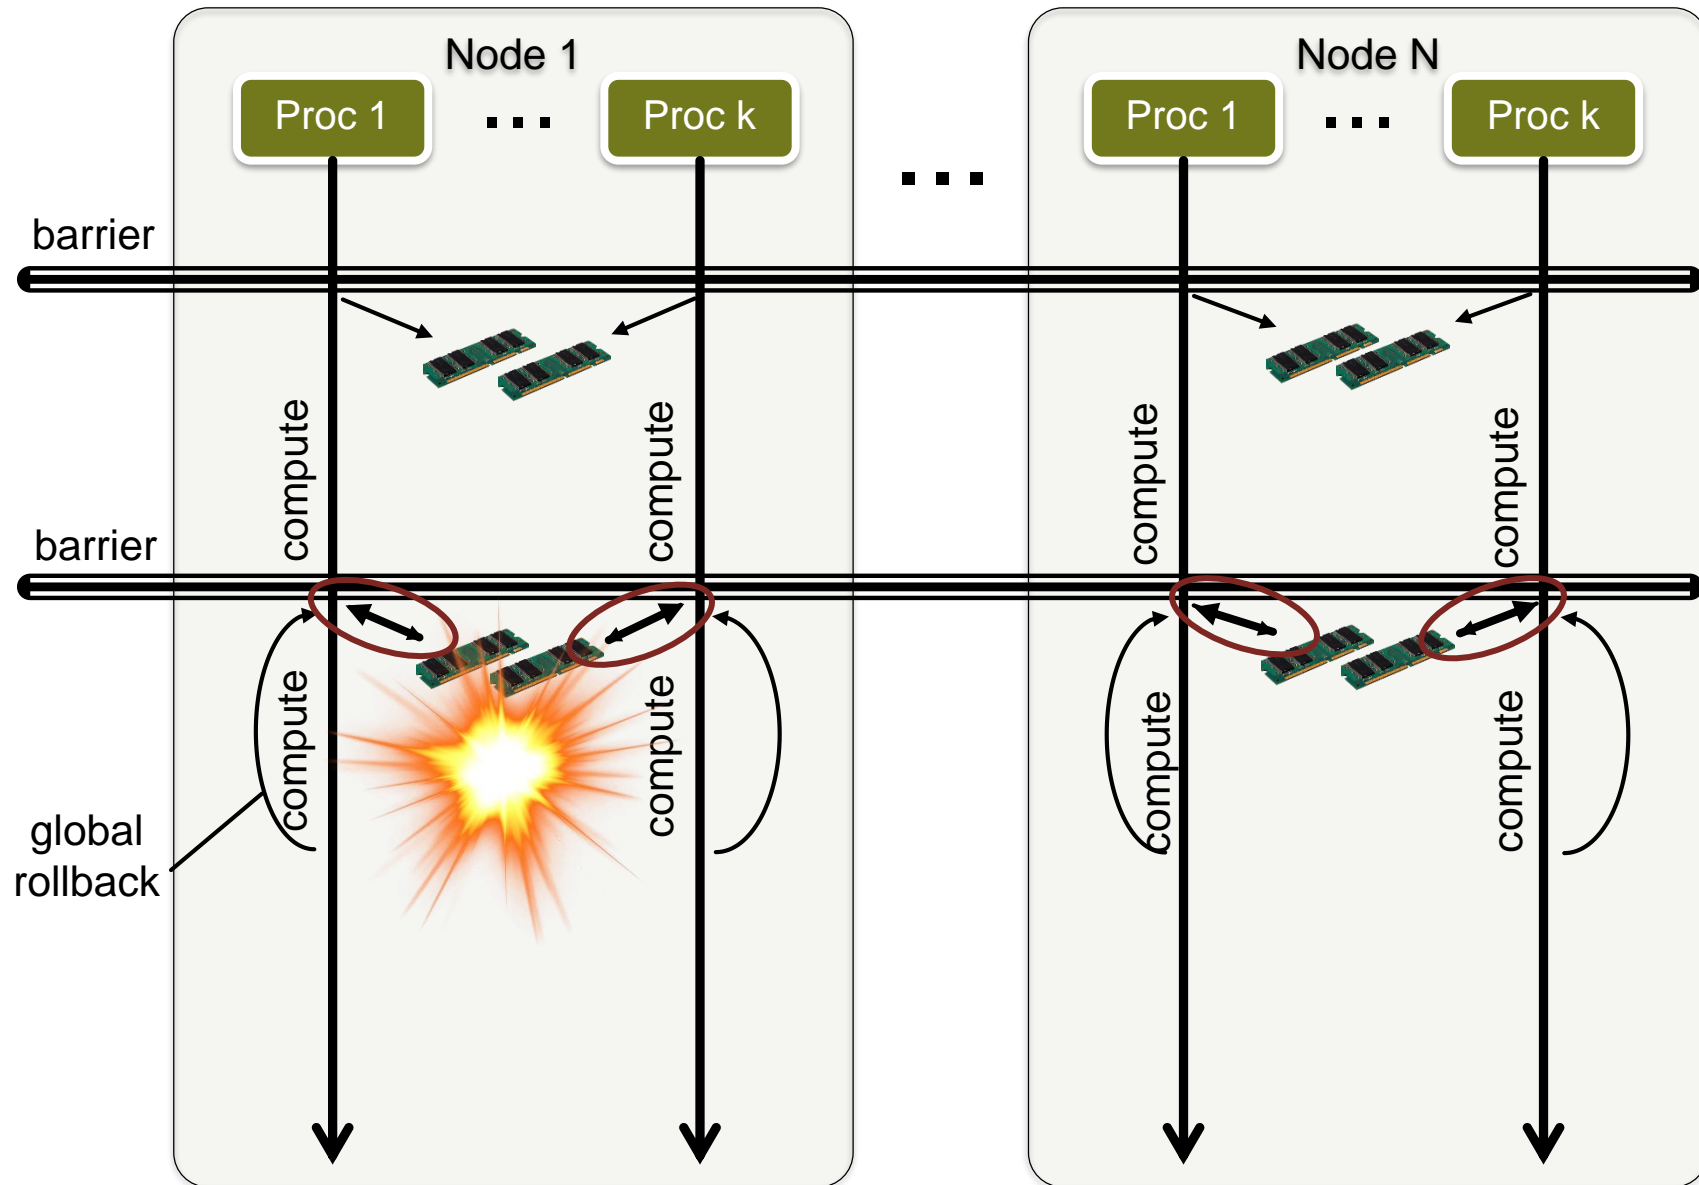 Node 1
Node N
Proc 1
...
Proc k
...
Proc 1
...
Proc k
barrier
compute
compute
compute
compute
barrier
compute
compute
compute
compute
global
rollback